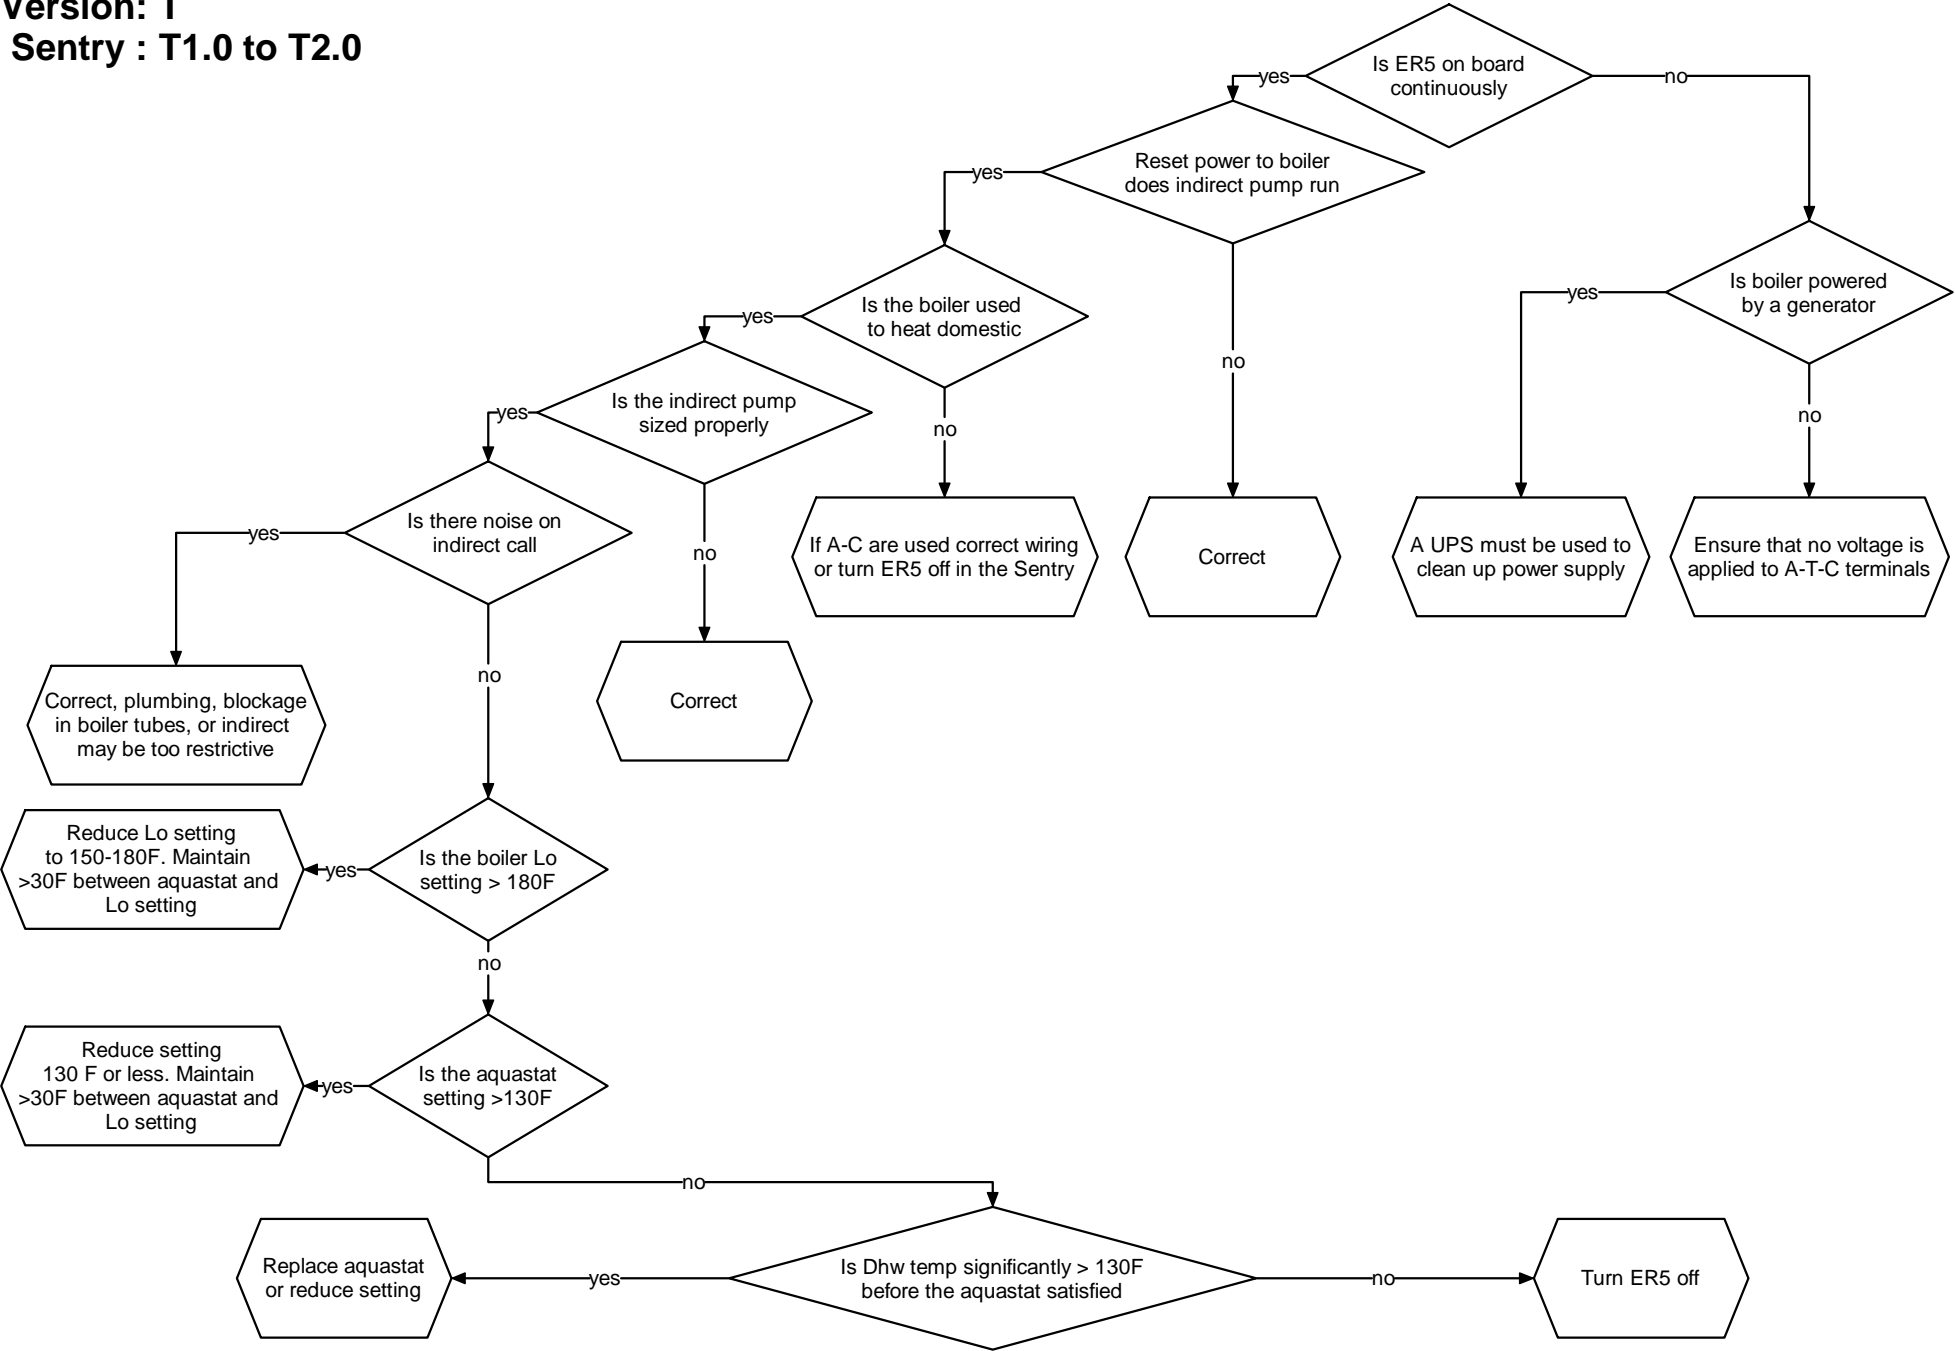 Version: 1
Sentry : T1.0 to T2.0
Is ER5 on board
continuously
yes
no
Reset power to boiler
does indirect pump run
yes
no
Is boiler powered
by a generator
yes
no
Is the boiler used
to heat domestic
yes
no
Is the indirect pump
sized properly
yes
no
Is there noise on
indirect call
yes
no
If A-C are used correct wiring
or turn ER5 off in the Sentry
Correct
A UPS must be used to
clean up power supply
Ensure that no voltage is
applied to A-T-C terminals
Correct, plumbing, blockage
in boiler tubes, or indirect
may be too restrictive
Correct
Reduce Lo setting
to 150-180F. Maintain
>30F between aquastat and
Lo setting
yes
Is the boiler Lo
setting > 180F
no
Reduce setting
130 F or less. Maintain
>30F between aquastat and
Lo setting
yes
Is the aquastat
setting >130F
no
Replace aquastat
or reduce setting
yes
Is Dhw temp significantly > 130F
before the aquastat satisfied
no
Turn ER5 off